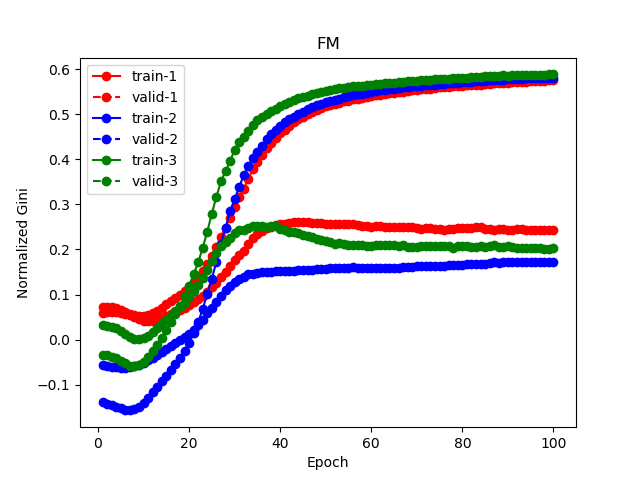 FM
train-1
valid-1
train-2
valid-2
train-3
valid-3
Normalized Gini
0.6
0.5
0.4
0.3
0.2
0.1
0.0
−0.1
0 20 40 60 80 100
Epoch